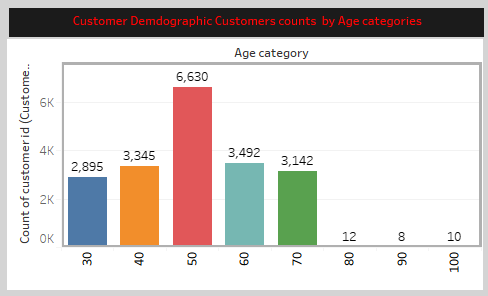 Customer Demdographic Customers counts by Age categories
Age category
Count of customer id (Custome..
6K
4K
2K
0K
2,895
3,345
6,630
3,492
3,142
12
8
10
30
40
50
60
70
80
90
100